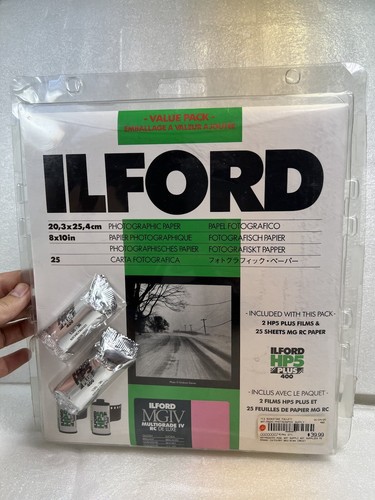 - VALUE PACK -
EMBALLAGE A VALEUR AJOUTÉE
ILFORD
20,3x25,4cm PHOTOGRAPHIC PAPER PAPEL FOTOGRAFICO
8x10in PAPIER PHOTOGRAPHIQUE FOTOGRAFISCH PAPIER
PHOTOGRAPHISCHES PAPIER FOTOGRAFISKT PAPPER
25 CARTA FOTOGRAFICA フォトグラフィック・ペーパー
- INCLUDED WITH THIS PACK -
2 HP5 PLUS FILMS &
25 SHEETS MG RC PAPER
ILFORD
HP5
PLUS
400
- INCLUS AVEC LE PAQUET -
2 FILMS HP5 PLUS ET
25 FEUILLES DE PAPIER MG RC
ILFORD
MGIV
MULTIGRADE IV
RC DE LUXE
$39.99